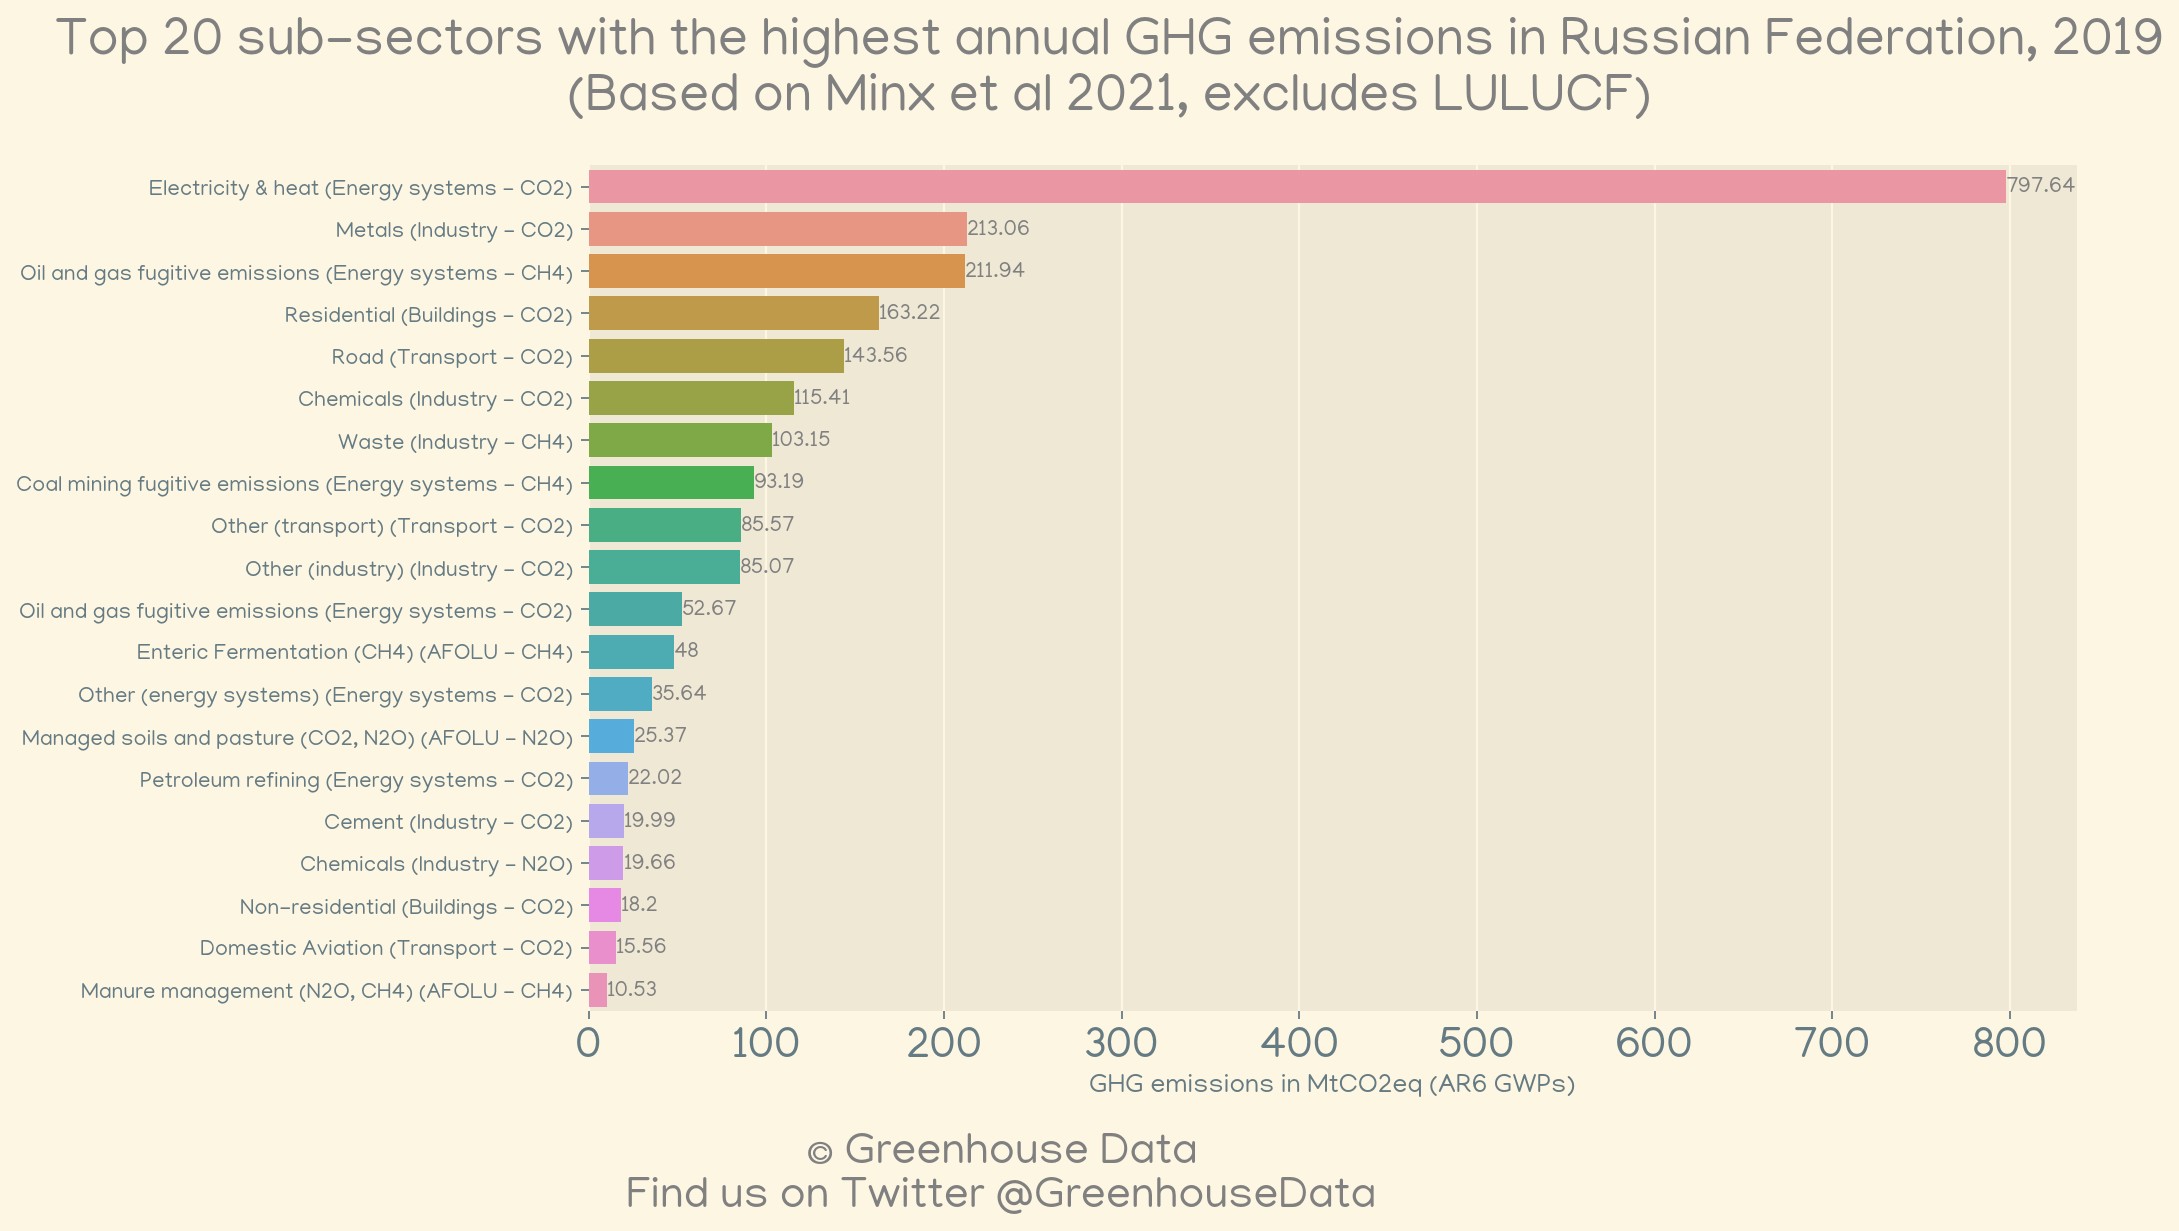 Top 20 sub-sectors with the highest annual GHG emissions in Russian Federation, 2019
(Based on Minx et al 2021, excludes LULUCF)
Electricity & heat (Energy systems - CO2) 797.64
Metals (Industry - CO2) 213.06
Oil and gas fugitive emissions (Energy systems - CH4) 211.94
Residential (Buildings - CO2) 163.22
Road (Transport - CO2) 143.56
Chemicals (Industry - CO2) 115.41
Waste (Industry - CH4) 103.15
Coal mining fugitive emissions (Energy systems - CH4) 93.19
Other (transport) (Transport - CO2) 85.57
Other (industry) (Industry - CO2) 85.07
Oil and gas fugitive emissions (Energy systems - CO2) 52.67
Enteric Fermentation (CH4) (AFOLU - CH4) 48
Other (energy systems) (Energy systems - CO2) 35.64
Managed soils and pasture (CO2, N2O) (AFOLU - N2O) 25.37
Petroleum refining (Energy systems - CO2) 22.02
Cement (Industry - CO2) 19.99
Chemicals (Industry - N2O) 19.66
Non-residential (Buildings - CO2) 18.2
Domestic Aviation (Transport - CO2) 15.56
Manure management (N2O, CH4) (AFOLU - CH4) 10.53
0 100 200 300 400 500 600 700 800
GHG emissions in MtCO2eq (AR6 GWPs)
© Greenhouse Data
Find us on Twitter @GreenhouseData